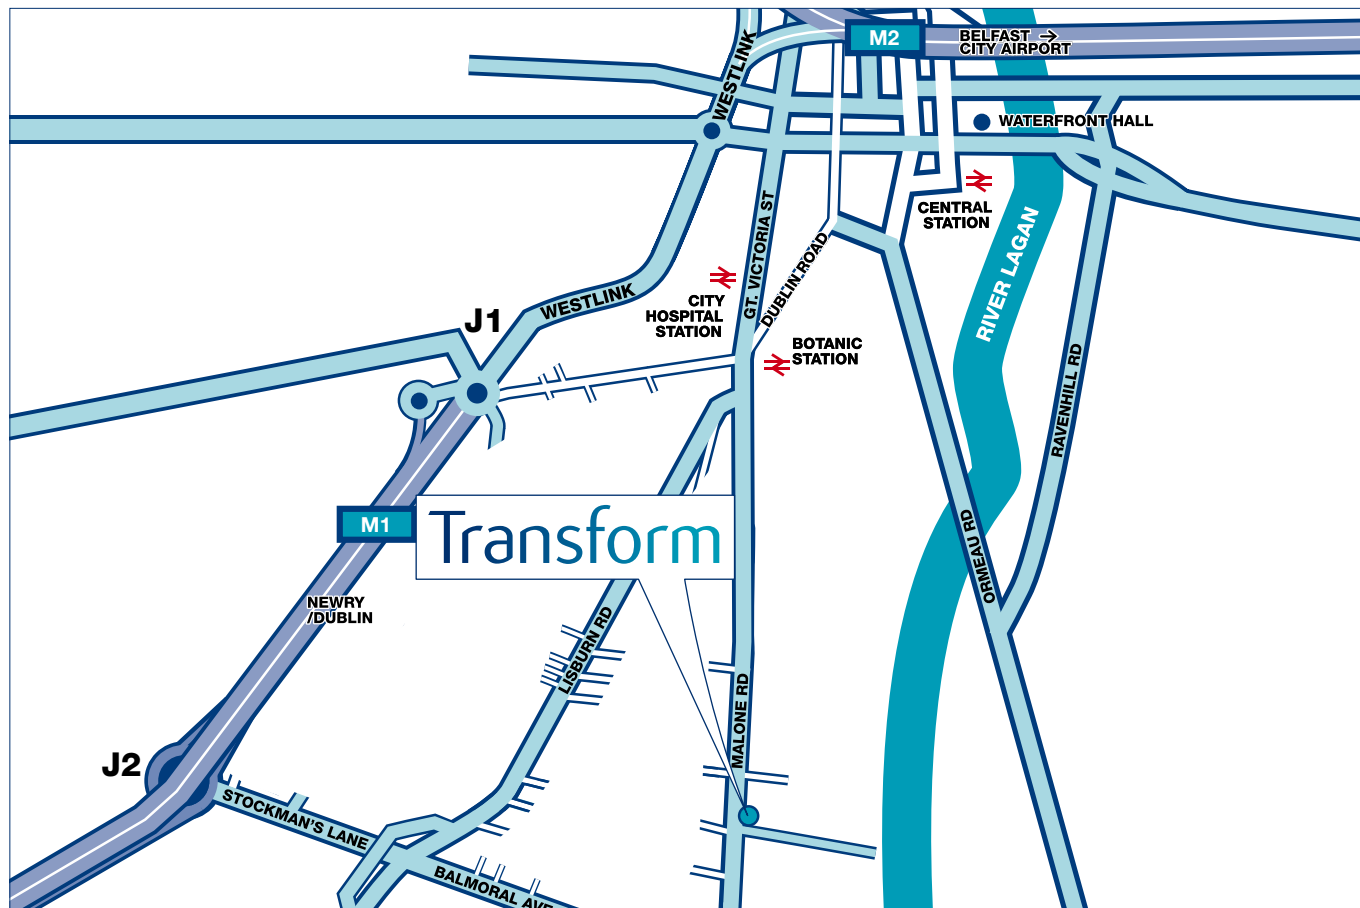 M2
BELFAST →
CITY AIRPORT
WESTLINK
WATERFRONT HALL
CENTRAL
STATION
GT. VICTORIA ST
DUBLIN ROAD
RIVER LAGAN
CITY
HOSPITAL
STATION
WESTLINK
J1
BOTANIC
STATION
RAVENHILL RD
M1
Transform
ORMEAU RD
NEWRY
/DUBLIN
LISBURN RD
MALONE RD
J2
STOCKMAN'S LANE
BALMORAL AVE